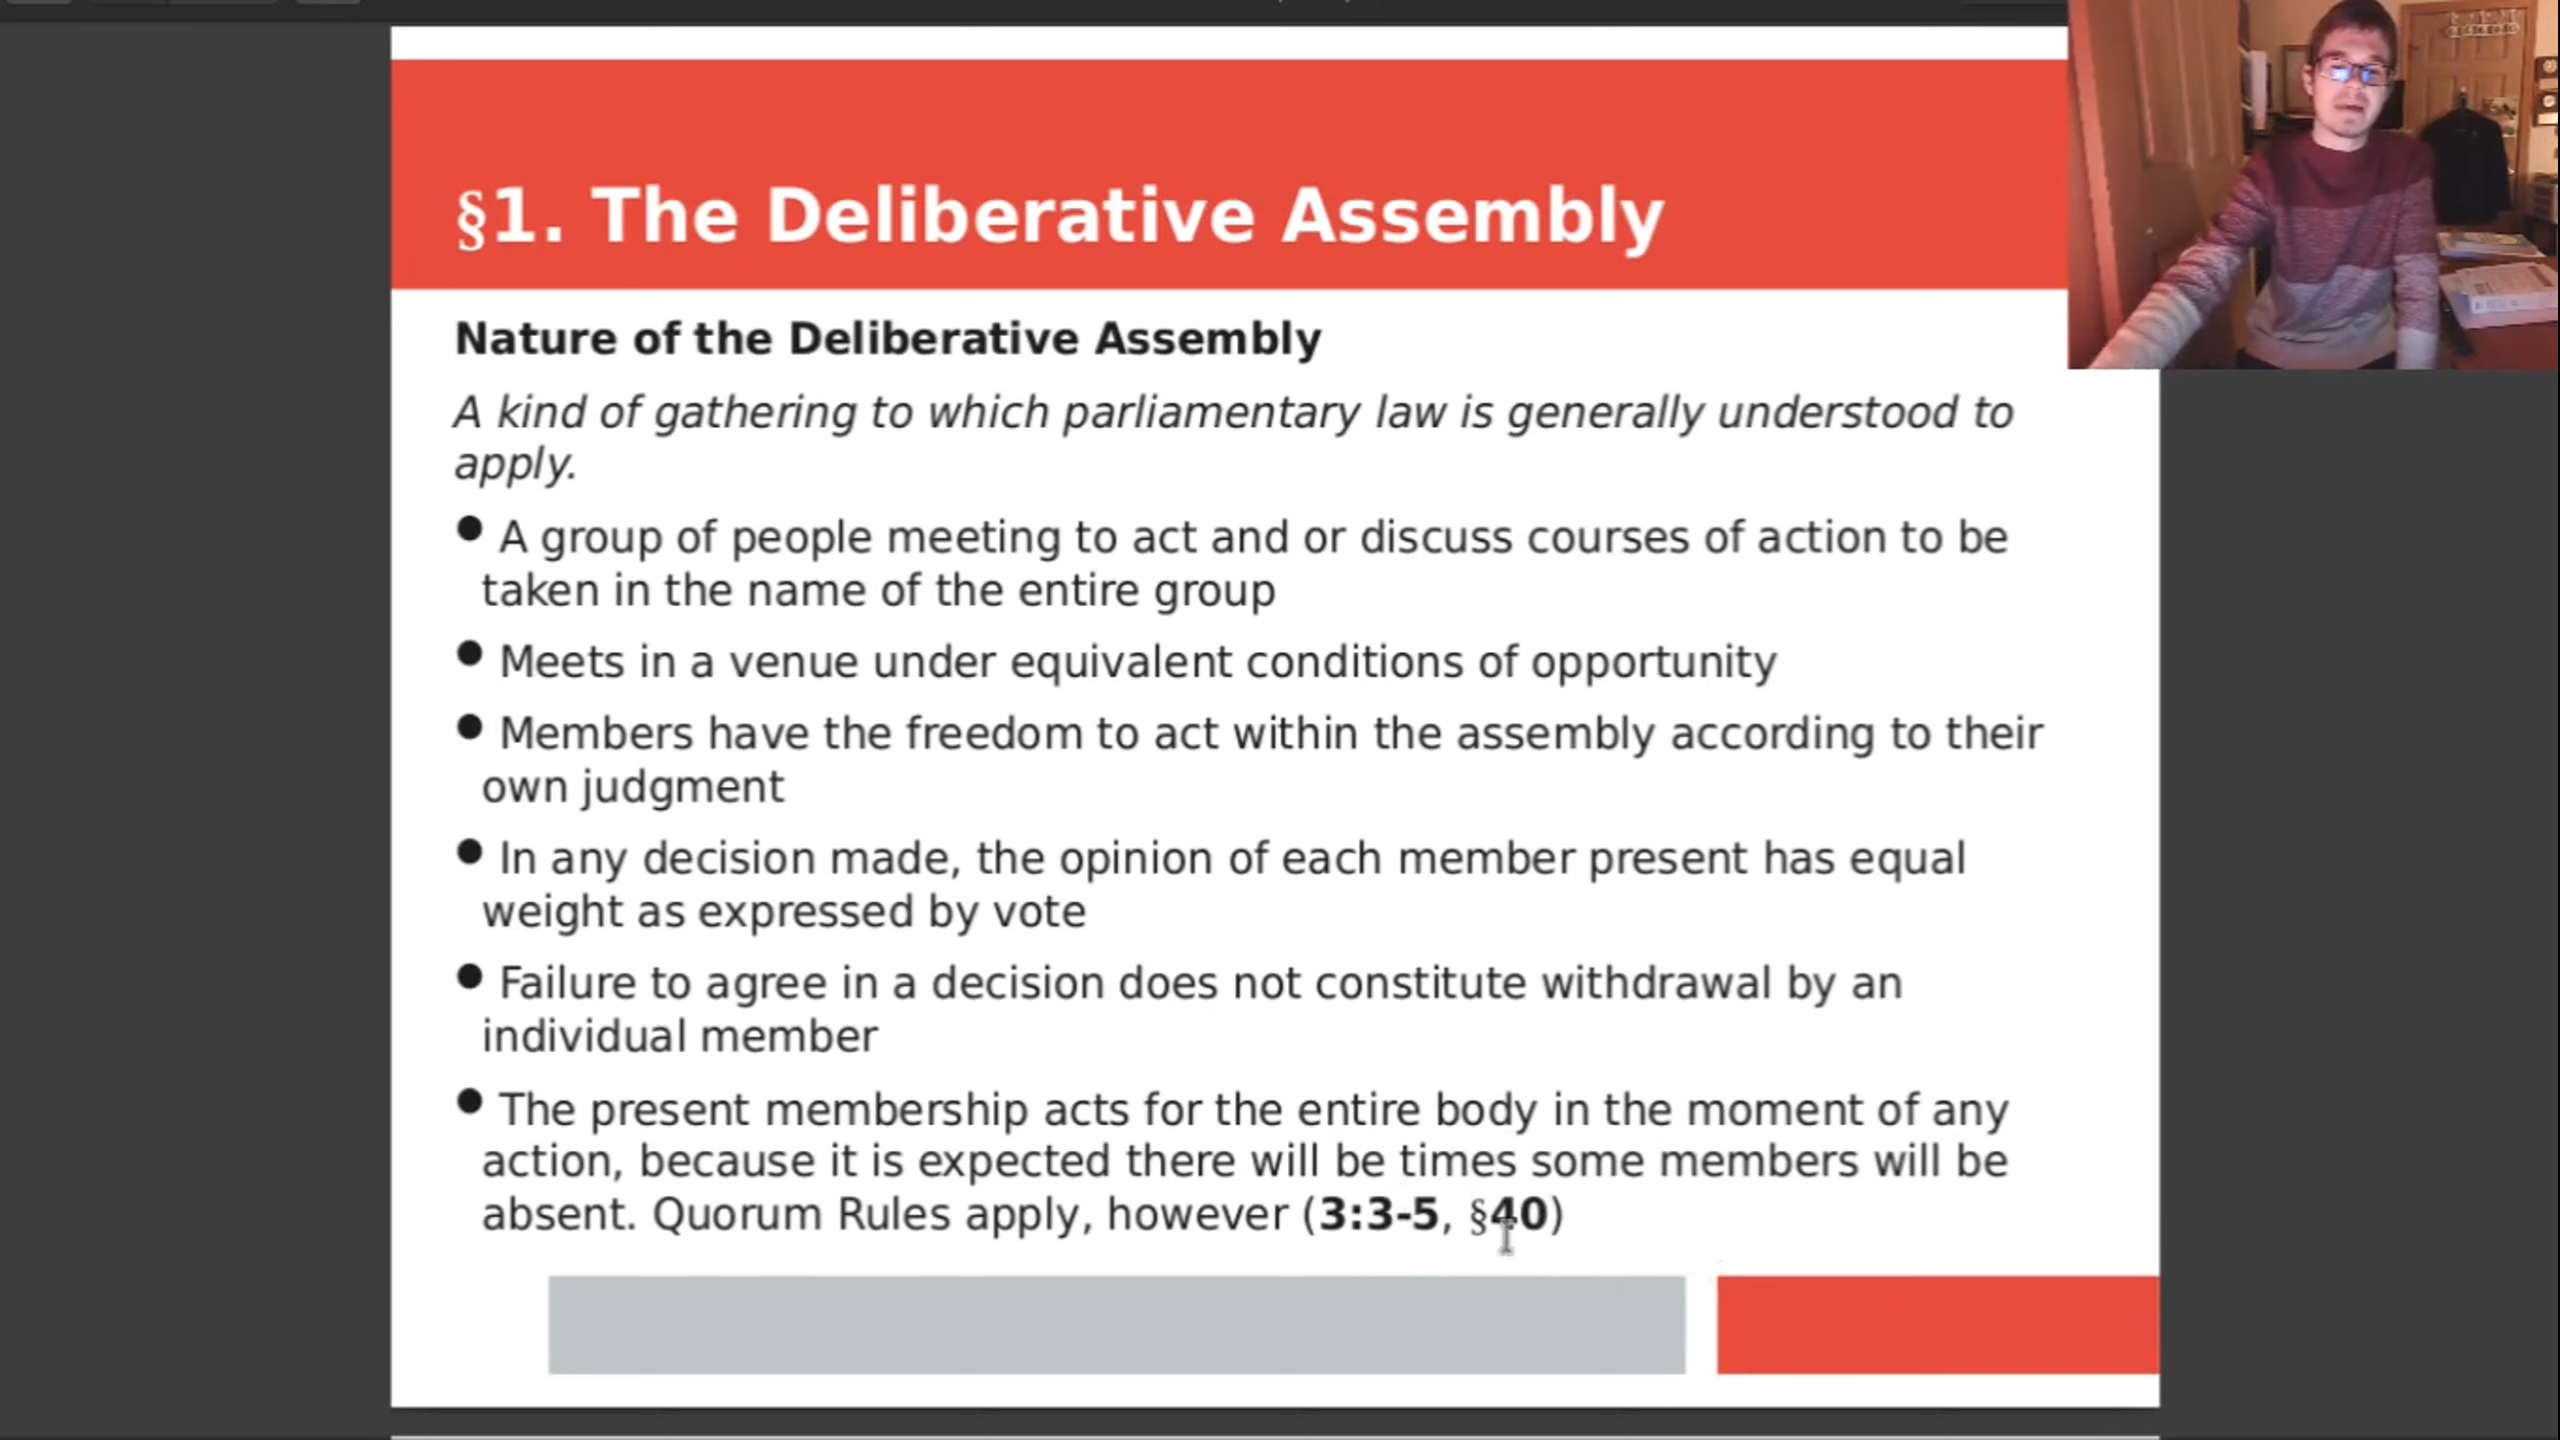 §1. The Deliberative Assembly
Nature of the Deliberative Assembly
A kind of gathering to which parliamentary law is generally understood to
apply.
● A group of people meeting to act and or discuss courses of action to be
taken in the name of the entire group
● Meets in a venue under equivalent conditions of opportunity
● Members have the freedom to act within the assembly according to their
own judgment
● In any decision made, the opinion of each member present has equal
weight as expressed by vote
● Failure to agree in a decision does not constitute withdrawal by an
individual member
● The present membership acts for the entire body in the moment of any
action, because it is expected there will be times some members will be
absent. Quorum Rules apply, however (3:3-5, §40)